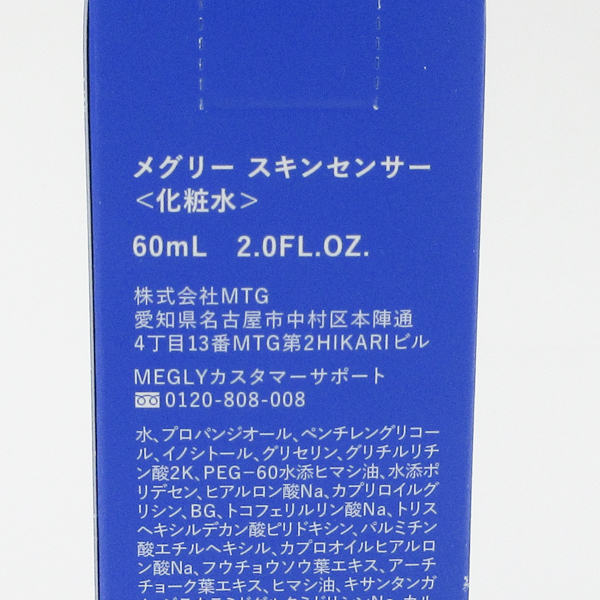 メグリー スキンセンサー
<化粧水>
60mL 2.0FL.OZ.
株式会社MTG
愛知県名古屋市中村区本陣通
4丁目13番MTG第2HIKARIビル
MEGLYカスタマーサポート
0120-808-008
水、プロパンジオール、ペンチレングリコー
ル、イノシトール、グリセリン、グリチルリチ
ン酸2K、PEG-60水添ヒマシ油、水添ポ
リデセン、ヒアルロン酸Na、カプリロイルグ
リシン、BG、トコフェリルリン酸Na、トリス
ヘキシルデカン酸ピリドキシン、パルミチン
酸エチルヘキシル、カプロオイルヒアルロ
ン酸Na、フウチョウソウ葉エキス、アーチ
チョーク葉エキス、ヒマシ油、キサンタンガ